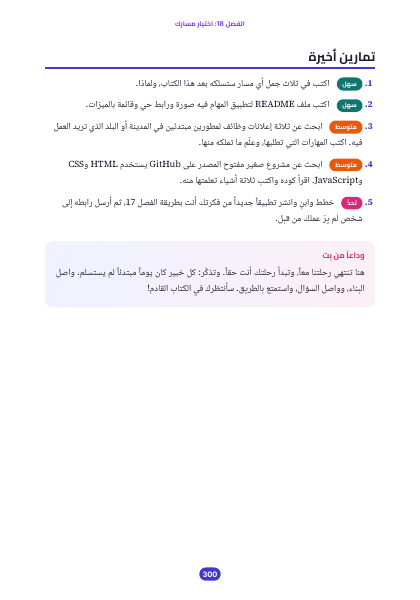 الفصل 18: اختيار مسارك
تمارين أخيرة
1. سهل اكتب في ثلاث جمل أي مسار ستسلكه بعد هذا الكتاب، ولماذا.
2. سهل اكتب ملف README لتطبيق المهام فيه صورة ورابط حي وقائمة بالميزات.
3. متوسط ابحث عن ثلاثة إعلانات وظائف لمطورين مبتدئين في المدينة أو البلد الذي تريد العمل
فيه. اكتب المهارات التي تطلبها، وعلّم ما تملكه منها.
4. متوسط ابحث عن مشروع صغير مفتوح المصدر على GitHub يستخدم HTML وCSS
وJavaScript. اقرأ كوده واكتب ثلاثة أشياء تعلمتها منه.
5. تحدٍّ خطط وابنِ وانشر تطبيقاً جديداً من فكرتك أنت بطريقة الفصل 17، ثم أرسل رابطه إلى
شخص لم يرَ عملك من قبل.
وداعاً من بِت
هنا تنتهي رحلتنا معاً، وتبدأ رحلتك أنت حقاً. وتذكّر: كل خبير كان يوماً مبتدئاً لم يستسلم. واصل
البناء، وواصل السؤال، واستمتع بالطريق. سأنتظرك في الكتاب القادم!
300